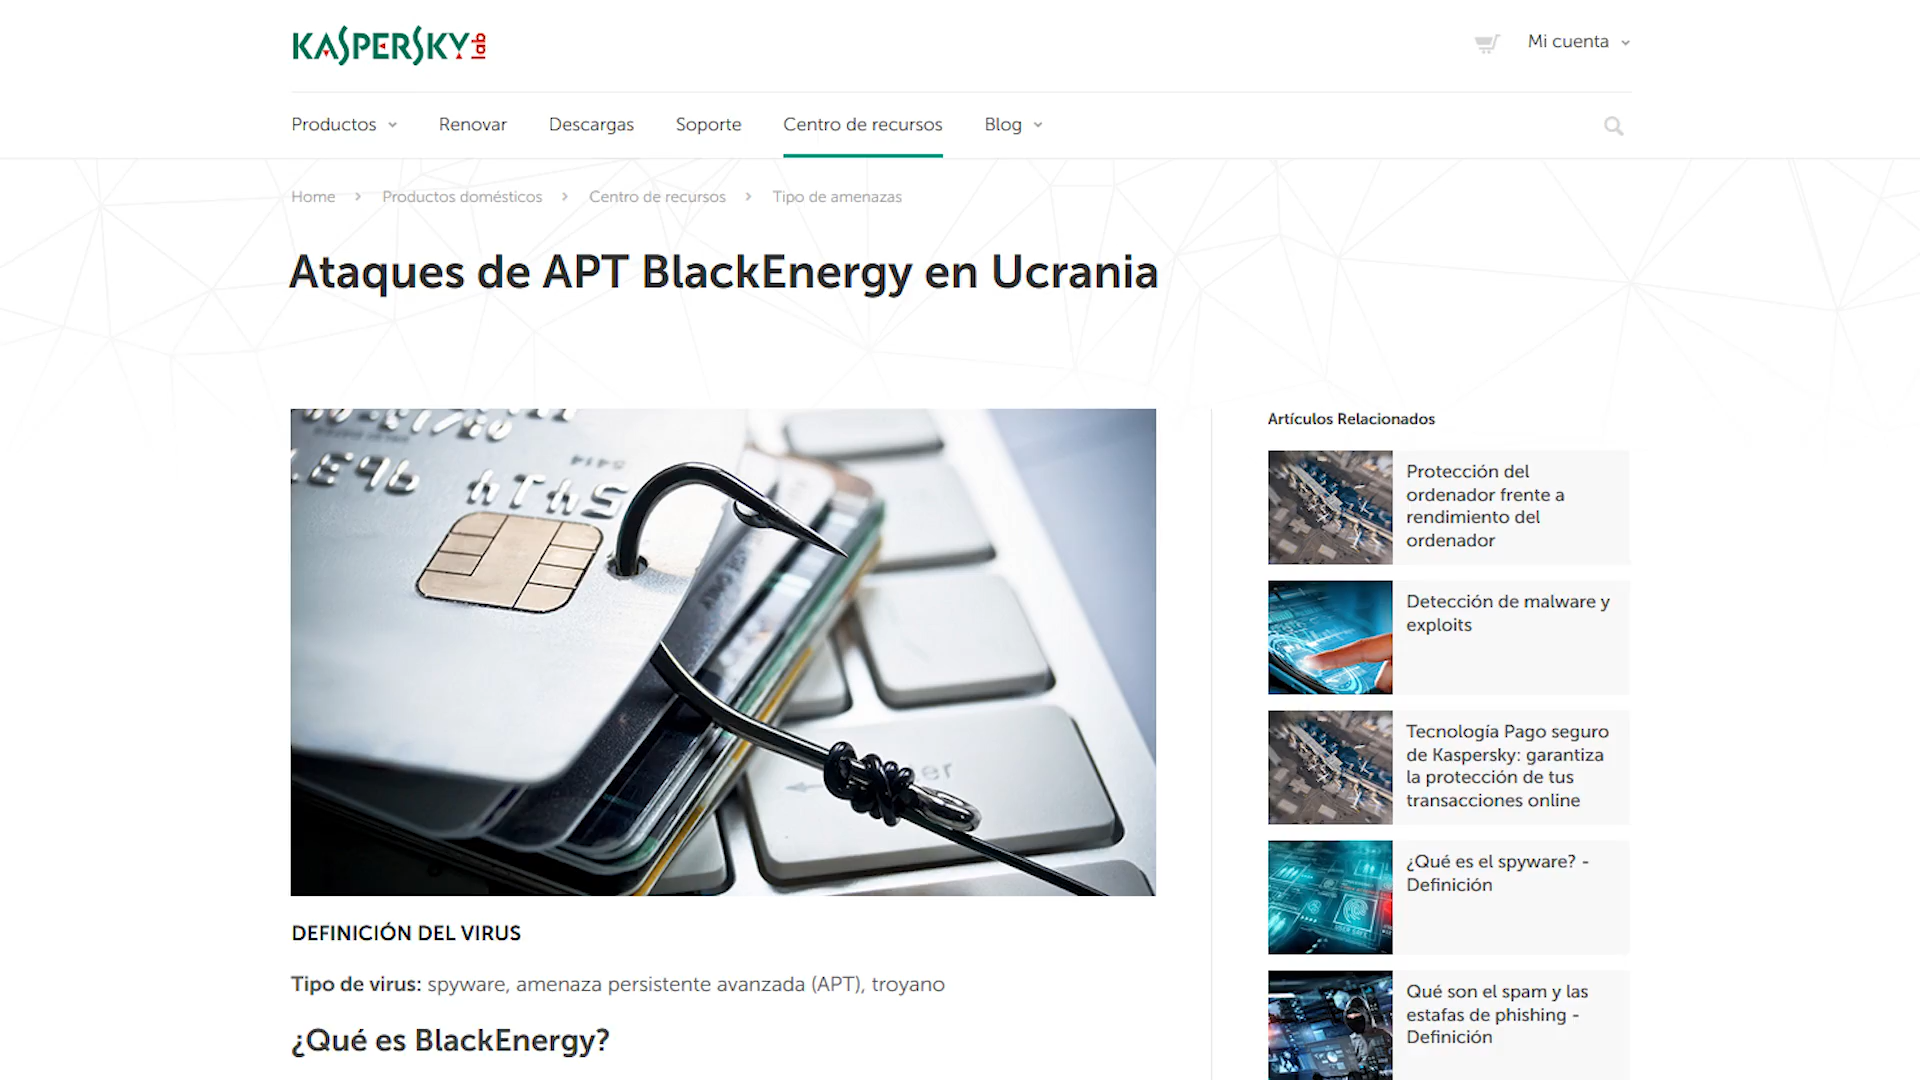 KASPERSKY lab
Mi cuenta
Productos
Renovar
Descargas
Soporte
Centro de recursos
Blog
Home > Productos domésticos > Centro de recursos > Tipo de amenazas
Ataques de APT BlackEnergy en Ucrania
DEFINICIÓN DEL VIRUS
Tipo de virus: spyware, amenaza persistente avanzada (APT), troyano
¿Qué es BlackEnergy?
Artículos Relacionados
Protección del
ordenador frente a
rendimiento del
ordenador
Detección de malware y
exploits
Tecnología Pago seguro
de Kaspersky: garantiza
la protección de tus
transacciones online
¿Qué es el spyware? -
Definición
Qué son el spam y las
estafas de phishing -
Definición